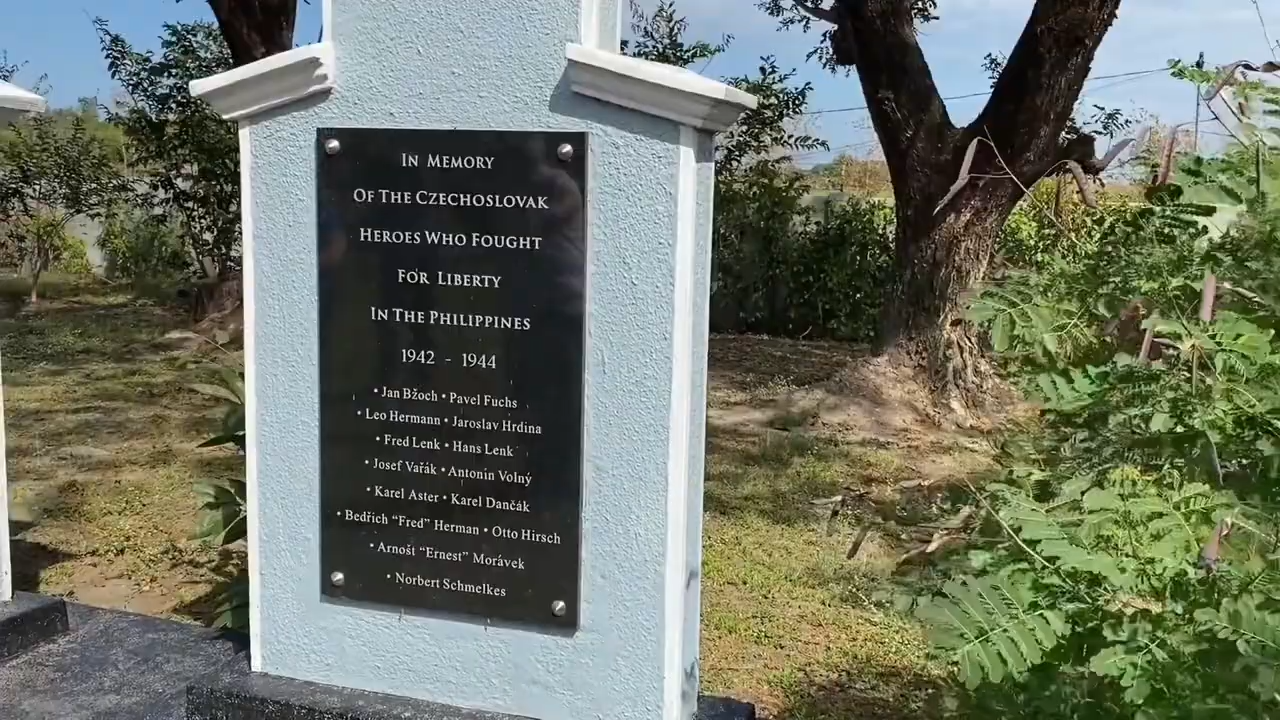 IN MEMORY
OF THE CZECHOSLOVAK
HEROES WHO FOUGHT
FOR LIBERTY
IN THE PHILIPPINES
1942 - 1944
• Jan Bžoch • Pavel Fuchs
• Leo Hermann • Jaroslav Hrdina
• Fred Lenk • Hans Lenk
• Josef Vařák • Antonín Volný
• Karel Aster • Karel Dančák
• Bedřich “Fred” Herman • Otto Hirsch
• Arnošt “Ernest” Morávek
• Norbert Schmelkes